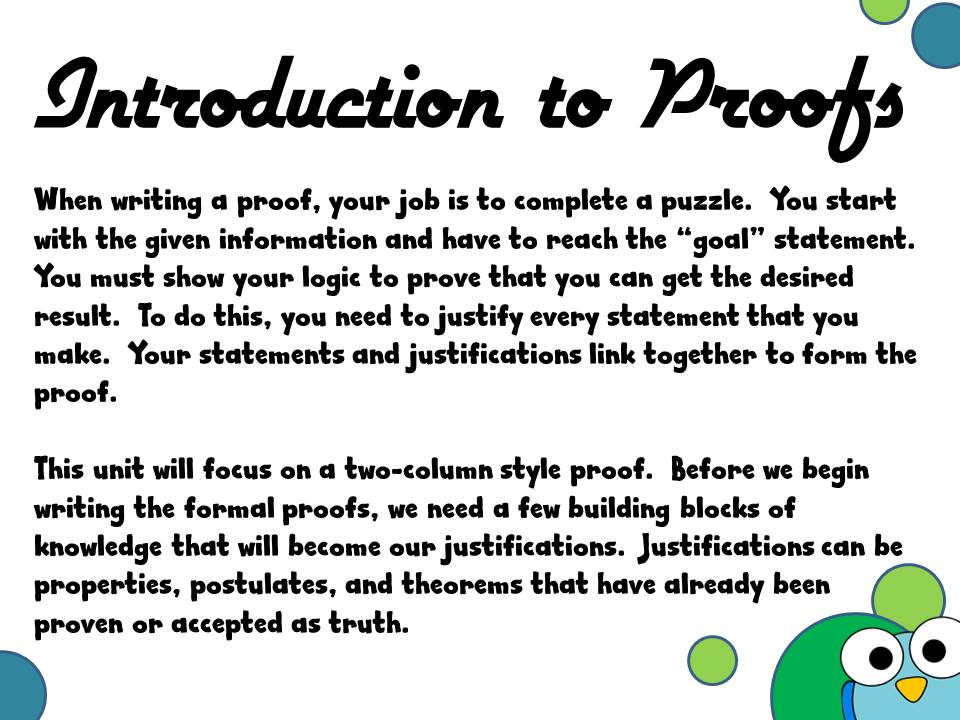 Introduction to Proofs
When writing a proof, your job is to complete a puzzle.  You start
with the given information and have to reach the “goal” statement.
You must show your logic to prove that you can get the desired
result.  To do this, you need to justify every statement that you
make.  Your statements and justifications link together to form the
proof.
This unit will focus on a two-column style proof.  Before we begin
writing the formal proofs, we need a few building blocks of
knowledge that will become our justifications.  Justifications can be
properties, postulates, and theorems that have already been
proven or accepted as truth.